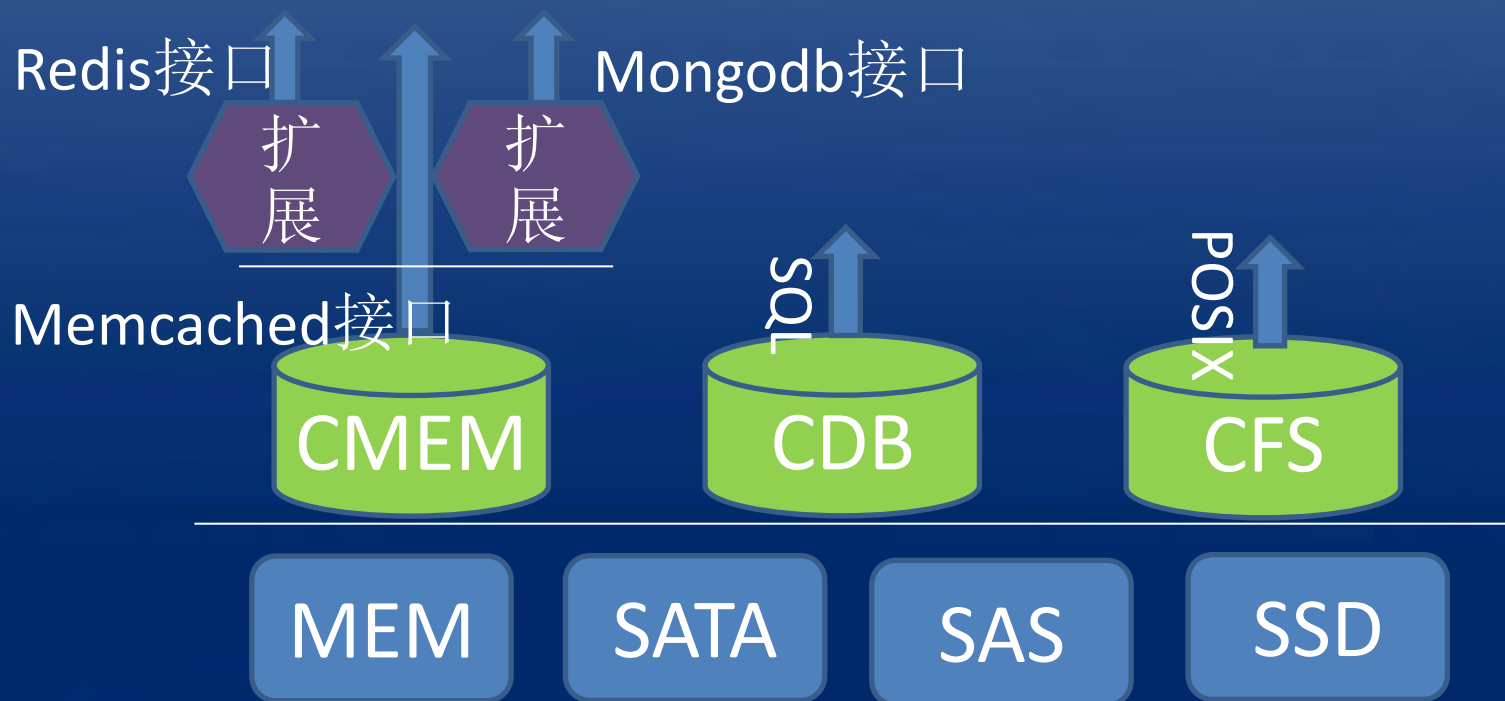 Redis接口
Mongodb接口
扩
展
扩
展
Memcached接口
SQL
POSIX
CMEM
CDB
CFS
MEM
SATA
SAS
SSD